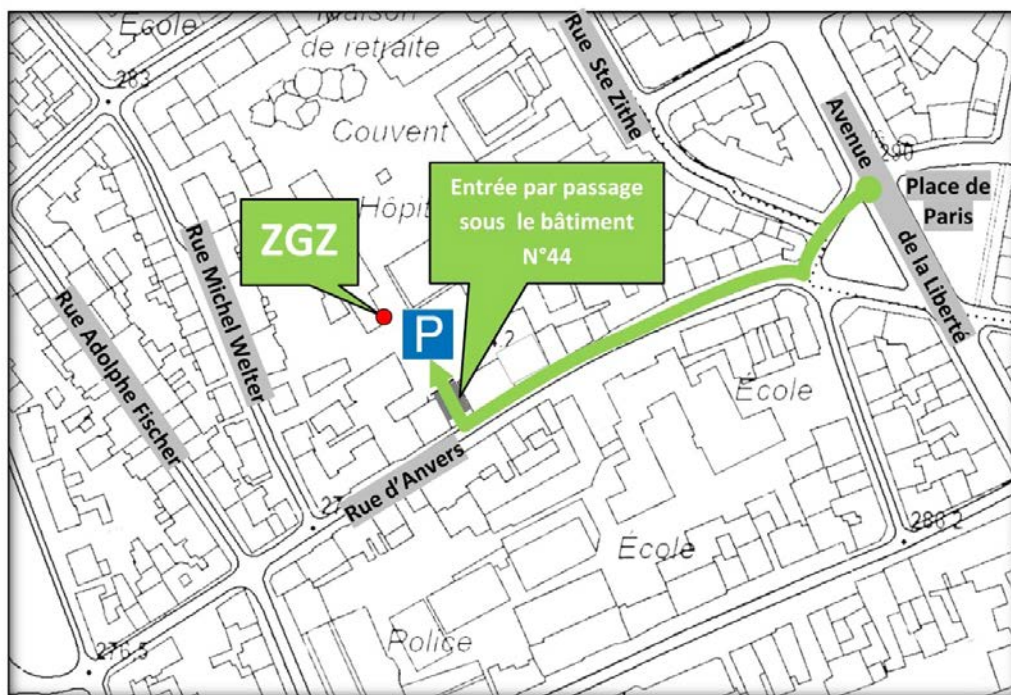 École
Maison
de retraite
283
Couvent
Rue Ste Zithe
Avenue
290
Place de
Paris
de la Liberté
Entrée par passage
sous le bâtiment
N°44
Hôpit
ZGZ
P
Rue Michel Welter
Rue Adolphe Fischer
École
Rue d'Anvers
École
288.2
Police
276,5